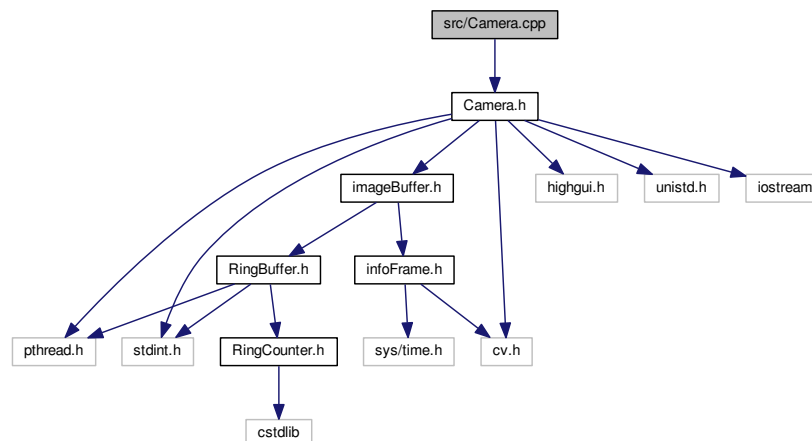 src/Camera.cpp
Camera.h
imageBuffer.h
highgui.h
unistd.h
iostream
RingBuffer.h
infoFrame.h
pthread.h
stdint.h
RingCounter.h
sys/time.h
cv.h
cstdlib